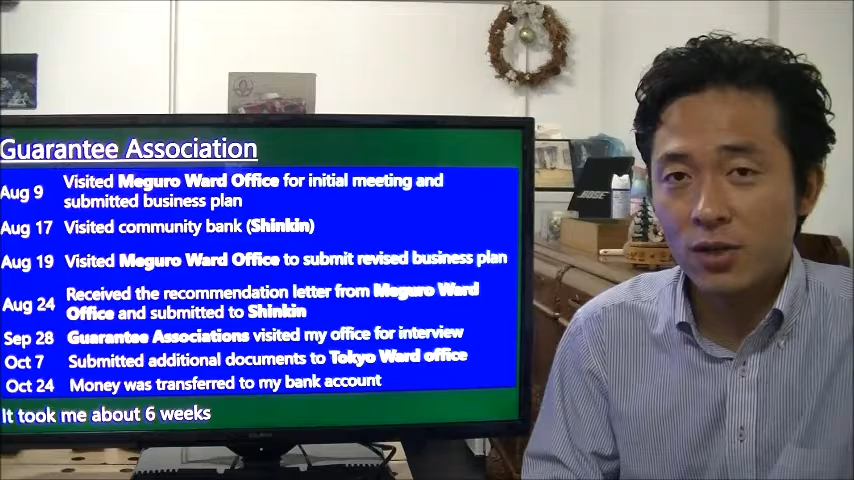 Guarantee Association
Aug 9 Visited Meguro Ward Office for initial meeting and
submitted business plan
Aug 17 Visited community bank (Shinkin)
Aug 19 Visited Meguro Ward Office to submit revised business plan
Aug 24 Received the recommendation letter from Meguro Ward
Office and submitted to Shinkin
Sep 28 Guarantee Associations visited my office for interview
Oct 7 Submitted additional documents to Tokyo Ward office
Oct 24 Money was transferred to my bank account
It took me about 6 weeks
BOSE